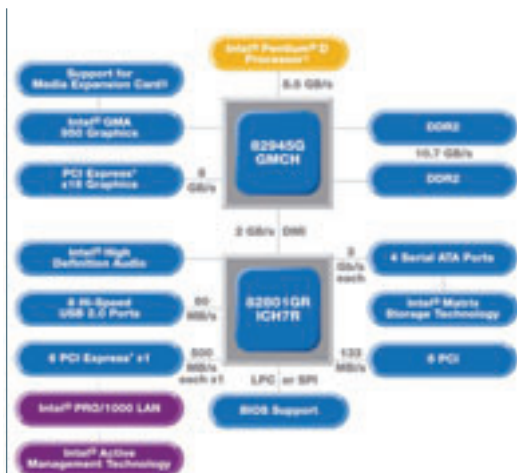 Intel® Pentium® D
Processor
Support for
Media Expansion Card
8.5 GB/s
Intel® GMA
950 Graphics
82945G
GMCH
DDR2
10.7 GB/s
PCI Express*
x16 Graphics
8
GB/s
DDR2
2 GB/s DMI
Intel® High
Definition Audio
3
Gb/s
each
4 Serial ATA Ports
8 Hi-Speed
USB 2.0 Ports
60
MB/s
82801GR
ICH7R
Intel® Matrix
Storage Technology
6 PCI Express* x1
500
MB/s
each x1
133
MB/s
6 PCI
LPC or SPI
Intel® PRO/1000 LAN
BIOS Support
Intel® Active
Management Technology